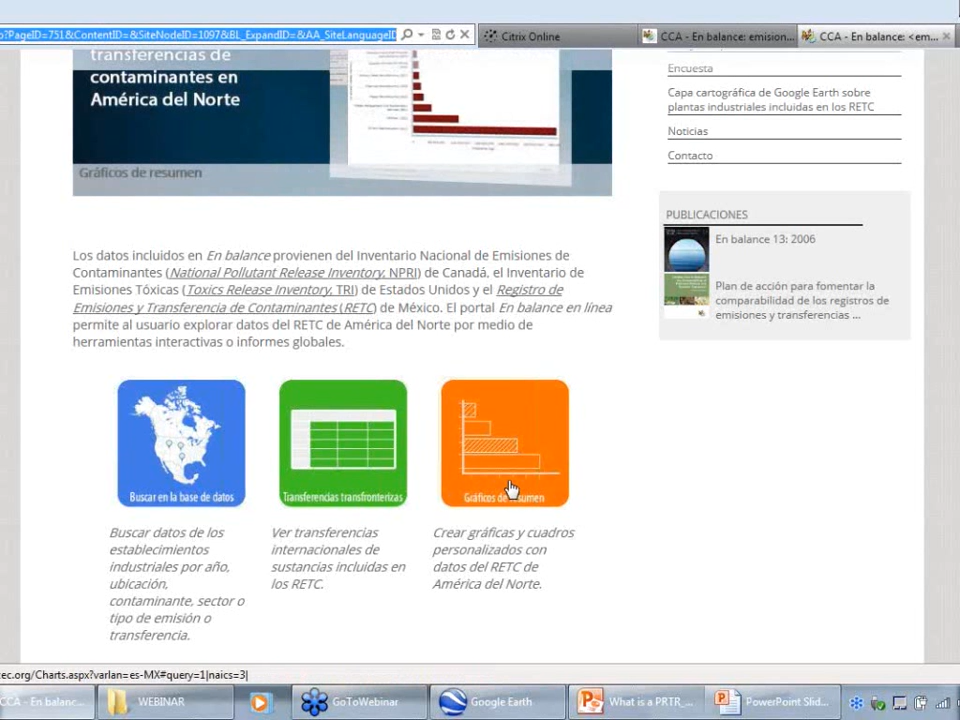 o?PageID=751&ContentID=&SiteNodeID=1097&BL_ExpandID=&AA_SiteLanguageID
Citrix Online
CCA - En balance: emision...
CCA - En balance: <em...
transferencias de
contaminantes en
América del Norte
Gráficos de resumen
Encuesta
Capa cartográfica de Google Earth sobre
plantas industriales incluidas en los RETC
Noticias
Contacto
PUBLICACIONES
En balance 13: 2006
Plan de acción para fomentar la
comparabilidad de los registros de
emisiones y transferencias ...
Los datos incluidos en En balance provienen del Inventario Nacional de Emisiones de
Contaminantes (National Pollutant Release Inventory, NPRI) de Canadá, el Inventario de
Emisiones Tóxicas (Toxics Release Inventory, TRI) de Estados Unidos y el Registro de
Emisiones y Transferencia de Contaminantes (RETC) de México. El portal En balance en línea
permite al usuario explorar datos del RETC de América del Norte por medio de
herramientas interactivas o informes globales.
Buscar en la base de datos
Transferencias transfronterizas
Gráficos de resumen
Buscar datos de los
establecimientos
industriales por año,
ubicación,
contaminante, sector o
tipo de emisión o
transferencia.
Ver transferencias
internacionales de
sustancias incluidas en
los RETC.
Crear gráficas y cuadros
personalizados con
datos del RETC de
América del Norte.
ec.org/Charts.aspx?varlan=es-MX#query=1|naics=3|
CCA - En balanc...
WEBINAR
GoToWebinar
Google Earth
What is a PRTR_...
PowerPoint Slid...